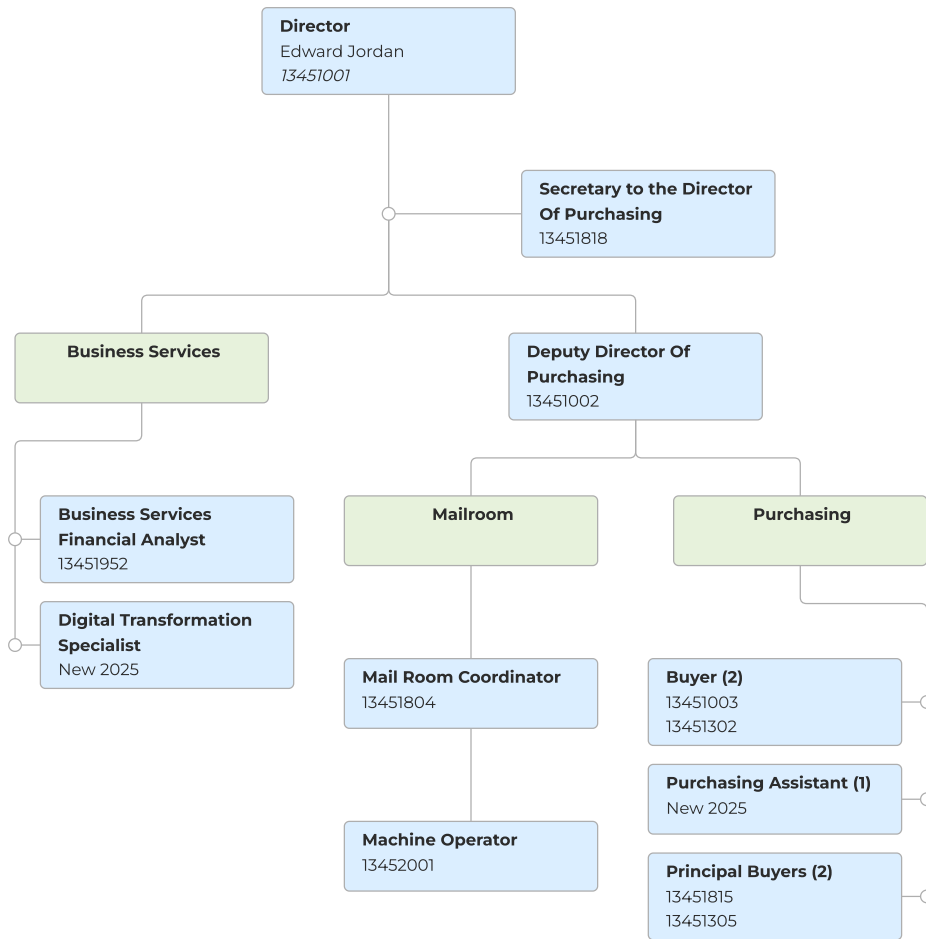 Director
Edward Jordan
13451001
Secretary to the Director
Of Purchasing
13451818
Business Services
Deputy Director Of
Purchasing
13451002
Business Services
Financial Analyst
13451952
Digital Transformation
Specialist
New 2025
Mailroom
Mail Room Coordinator
13451804
Machine Operator
13452001
Purchasing
Buyer (2)
13451003
13451302
Purchasing Assistant (1)
New 2025
Principal Buyers (2)
13451815
13451305